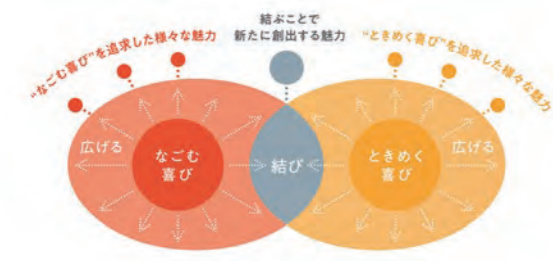 結ぶことで
新たに創出する魅力
“なごむ喜び”を追求した様々な魅力
“ときめく喜び”を追求した様々な魅力
広げる
なごむ
喜び
結び
ときめく
喜び
広げる